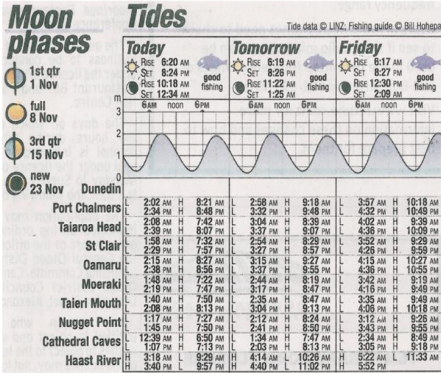 Moon phases
1st qtr
1 Nov
full
8 Nov
3rd qtr
15 Nov
new
23 Nov
Tides
Tide data © LINZ; Fishing guide © Bill Hohepa
Today
RISE 6:20 AM
SET 8:24 PM
RISE 10:18 AM
SET 12:34 AM
good fishing
Tomorrow
RISE 6:19 AM
SET 8:26 PM
RISE 11:22 AM
SET 1:25 AM
good fishing
Friday
RISE 6:17 AM
SET 8:27 PM
RISE 12:30 PM
SET 2:09 AM
good fishing
m 6AM noon 6PM 6AM noon 6PM 6AM noon 6PM
3
2
1
0
Dunedin
Port Chalmers
L 2:02 AM H 8:21 AM L 2:58 AM H 9:18 AM L 3:57 AM H 10:18 AM
L 2:34 PM H 8:48 PM L 3:32 PM H 9:48 PM L 4:32 PM H 10:49 PM
Taiaroa Head
L 2:08 AM H 7:42 AM L 3:04 AM H 8:39 AM L 4:02 AM H 9:39 AM
L 2:39 PM H 8:07 PM L 3:37 PM H 9:07 PM L 4:36 PM H 10:09 PM
St Clair
L 1:58 AM H 7:32 AM L 2:54 AM H 8:29 AM L 3:52 AM H 9:29 AM
L 2:29 PM H 7:57 PM L 3:27 PM H 8:57 PM L 4:26 PM H 9:59 PM
Oamaru
L 2:15 AM H 8:27 AM L 3:15 AM H 9:27 AM L 4:15 AM H 10:27 AM
L 2:38 PM H 8:56 PM L 3:37 PM H 9:55 PM L 4:36 PM H 10:55 PM
Moeraki
L 1:48 AM H 7:22 AM L 2:44 AM H 8:19 AM L 3:42 AM H 9:19 AM
L 2:19 PM H 7:47 PM L 3:17 PM H 8:47 PM L 4:16 PM H 9:49 PM
Taieri Mouth
L 1:40 AM H 7:50 AM L 2:35 AM H 8:47 AM L 3:35 AM H 9:49 AM
L 2:08 PM H 8:13 PM L 3:04 PM H 9:13 PM L 4:06 PM H 10:18 PM
Nugget Point
L 1:17 AM H 7:27 AM L 2:12 AM H 8:24 AM L 3:12 AM H 9:26 AM
L 1:45 PM H 7:50 PM L 2:41 PM H 8:50 PM L 3:43 PM H 9:55 PM
Cathedral Caves
L 12:39 AM H 6:50 AM L 1:34 AM H 7:47 AM L 2:34 AM H 8:49 AM
L 1:07 PM H 7:13 PM L 2:03 PM H 8:13 PM L 3:05 PM H 9:18 PM
Haast River
H 3:18 AM L 9:29 AM H 4:14 AM L 10:26 AM H 5:22 AM L 11:33 AM
H 3:40 PM L 9:57 PM H 4:40 PM L 11:02 PM H 5:52 PM